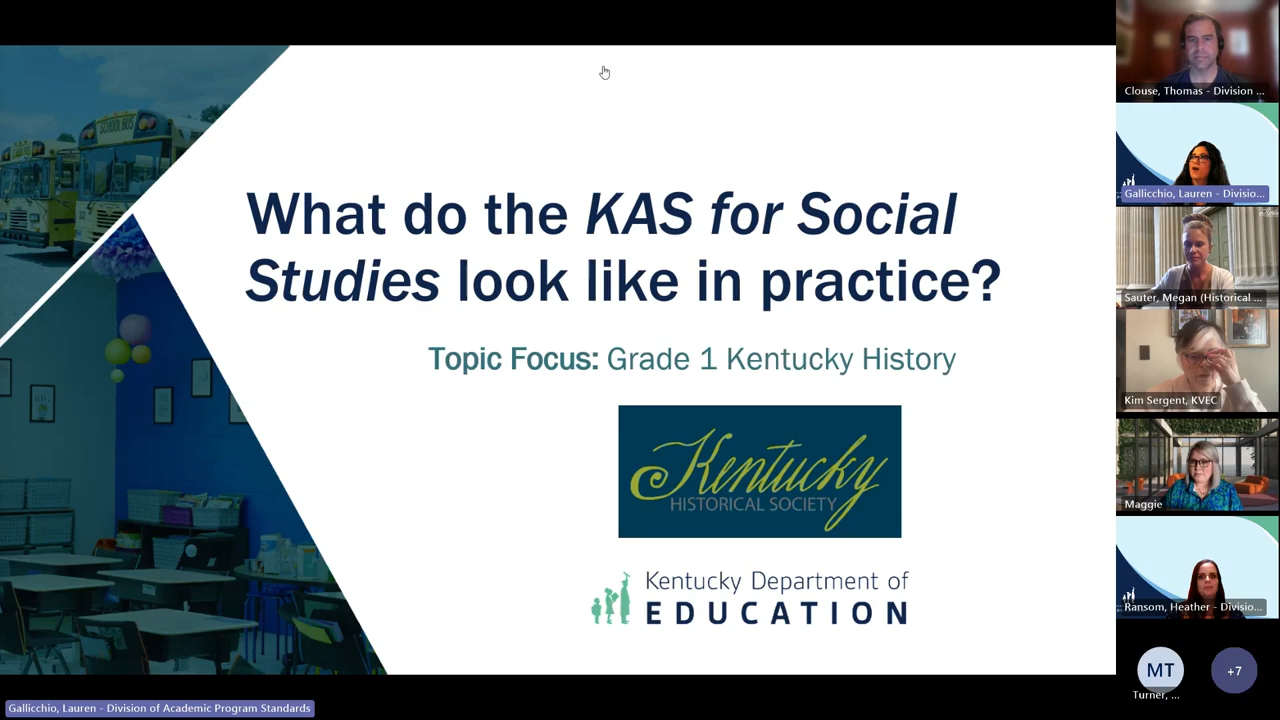 SCHOOL BUS
What do the KAS for Social
Studies look like in practice?
Topic Focus: Grade 1 Kentucky History
Kentucky
HISTORICAL SOCIETY
Kentucky Department of
EDUCATION
Gallicchio, Lauren - Division of Academic Program Standards
Clouse, Thomas - Division ...
Gallicchio, Lauren - Divisio...
Sauter, Megan (Historical ...
Kim Sergent, KVEC
Maggie
Ransom, Heather - Divisio...
MT
Turner, ...
+7